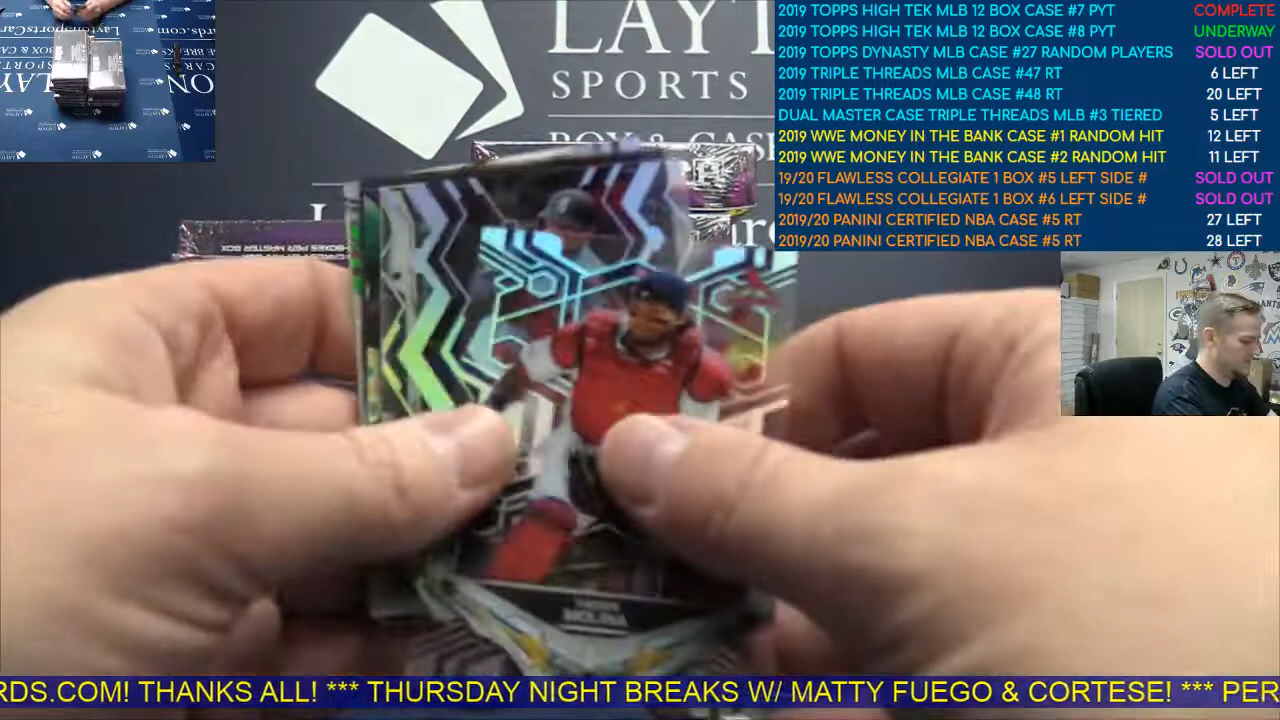 LAYT
SPORTS
BOX & CAS
2019 TOPPS HIGH TEK MLB 12 BOX CASE #7 PYT COMPLETE
2019 TOPPS HIGH TEK MLB 12 BOX CASE #8 PYT UNDERWAY
2019 TOPPS DYNASTY MLB CASE #27 RANDOM PLAYERS SOLD OUT
2019 TRIPLE THREADS MLB CASE #47 RT 6 LEFT
2019 TRIPLE THREADS MLB CASE #48 RT 20 LEFT
DUAL MASTER CASE TRIPLE THREADS MLB #3 TIERED 5 LEFT
2019 WWE MONEY IN THE BANK CASE #1 RANDOM HIT 12 LEFT
2019 WWE MONEY IN THE BANK CASE #2 RANDOM HIT 11 LEFT
19/20 FLAWLESS COLLEGIATE 1 BOX #5 LEFT SIDE # SOLD OUT
19/20 FLAWLESS COLLEGIATE 1 BOX #6 LEFT SIDE # SOLD OUT
2019/20 PANINI CERTIFIED NBA CASE #5 RT 27 LEFT
2019/20 PANINI CERTIFIED NBA CASE #5 RT 28 LEFT
MOLINA
RDS.COM! THANKS ALL! *** THURSDAY NIGHT BREAKS W/ MATTY FUEGO & CORTESE! *** PER